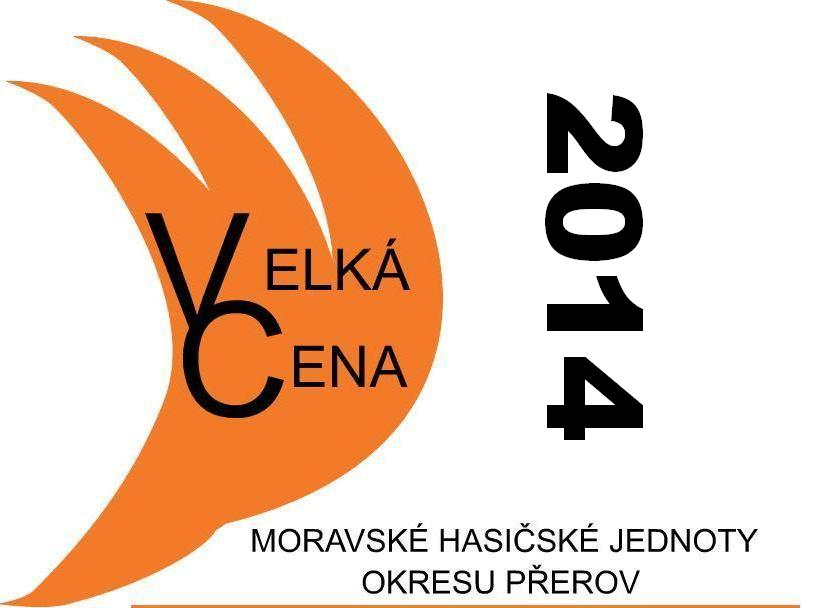 VELKÁ
CENA
2014
MORAVSKÉ HASIČSKÉ JEDNOTY
OKRESU PŘEROV